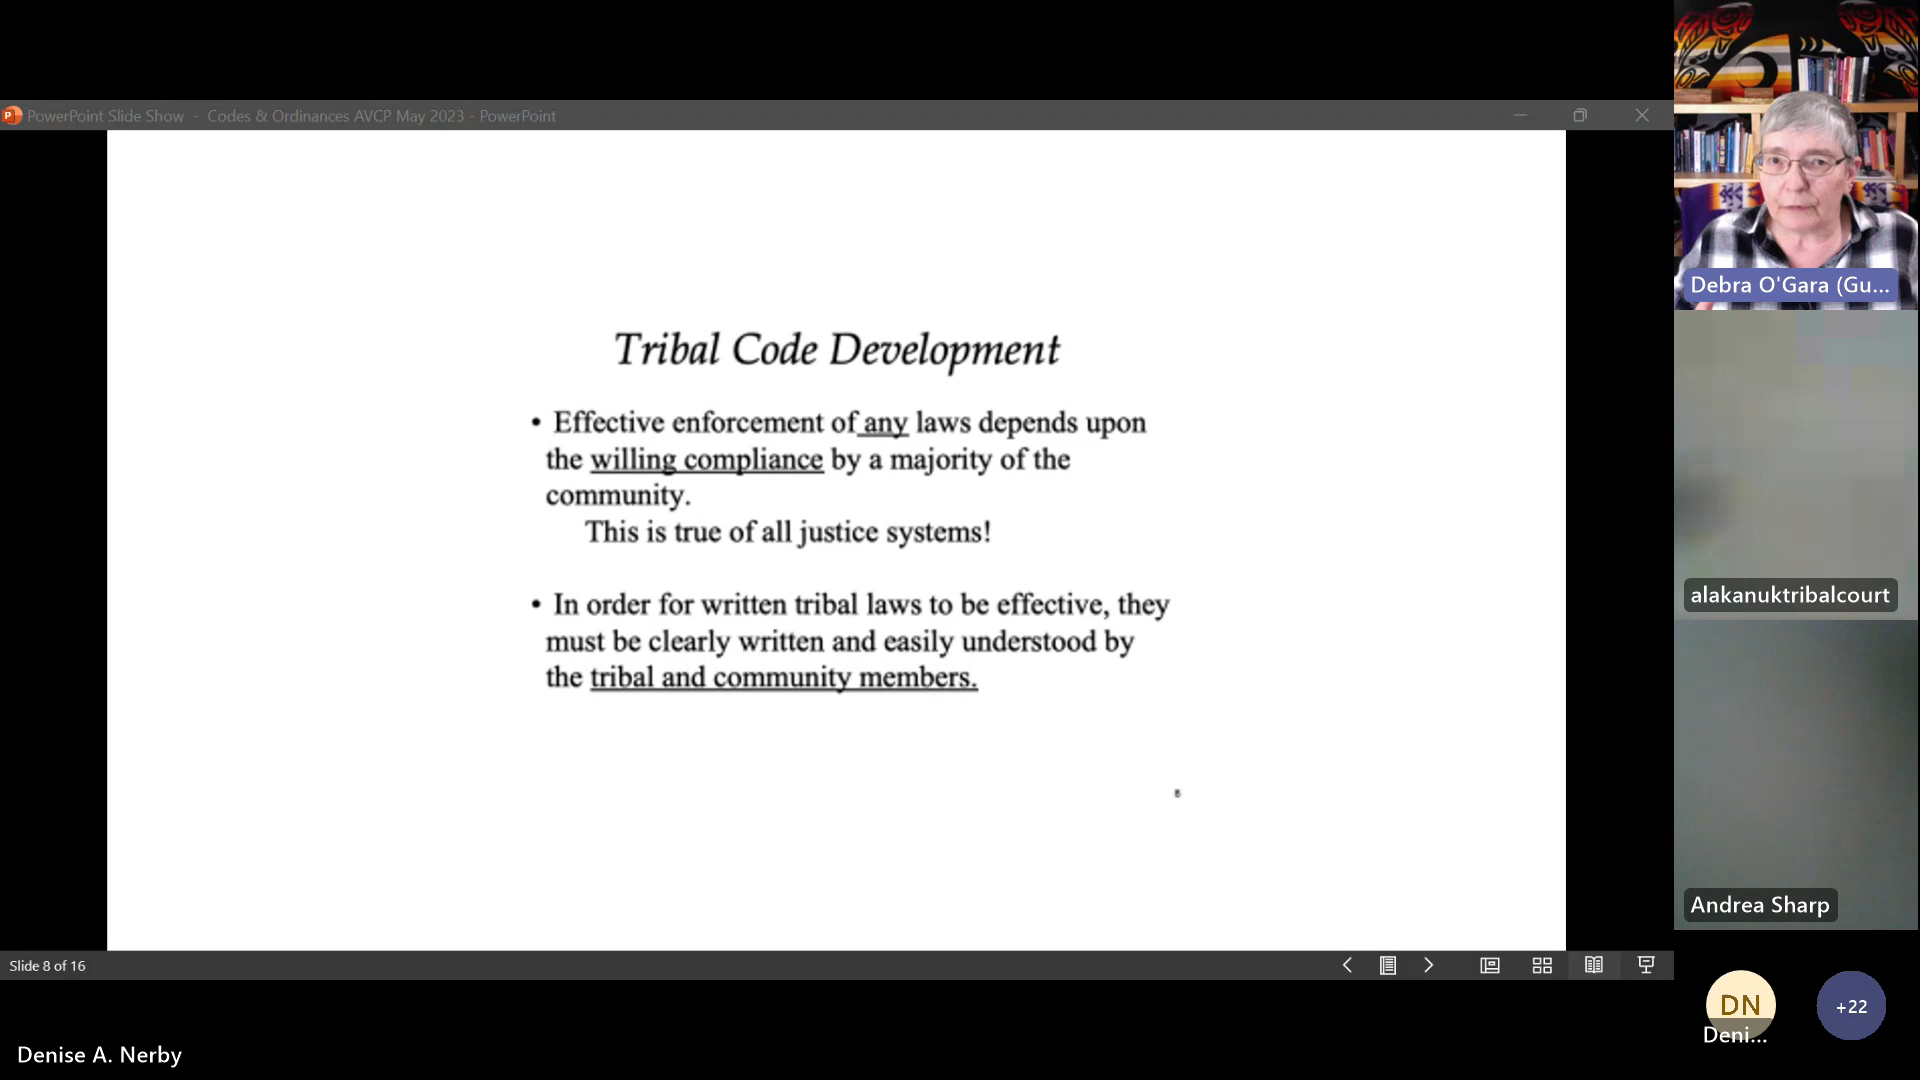 PowerPoint Slide Show - Codes & Ordinances AVCP May 2023 - PowerPoint
Tribal Code Development
• Effective enforcement of any laws depends upon
the willing compliance by a majority of the
community.
This is true of all justice systems!
• In order for written tribal laws to be effective, they
must be clearly written and easily understood by
the tribal and community members.
8
Slide 8 of 16
Denise A. Nerby
Debra O'Gara (Gu...
alakanuktribalcourt
Andrea Sharp
DN
Deni...
+22